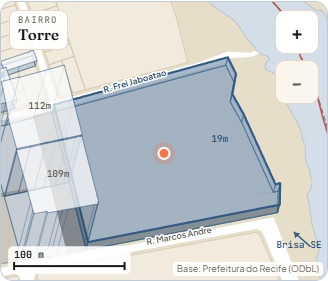 BAIRRO
Torre
+
−
R. Frei Jaboatao
112m
19m
109m
R. Marcos Andre
Brisa SE
100 m
Base: Prefeitura do Recife (ODbL)